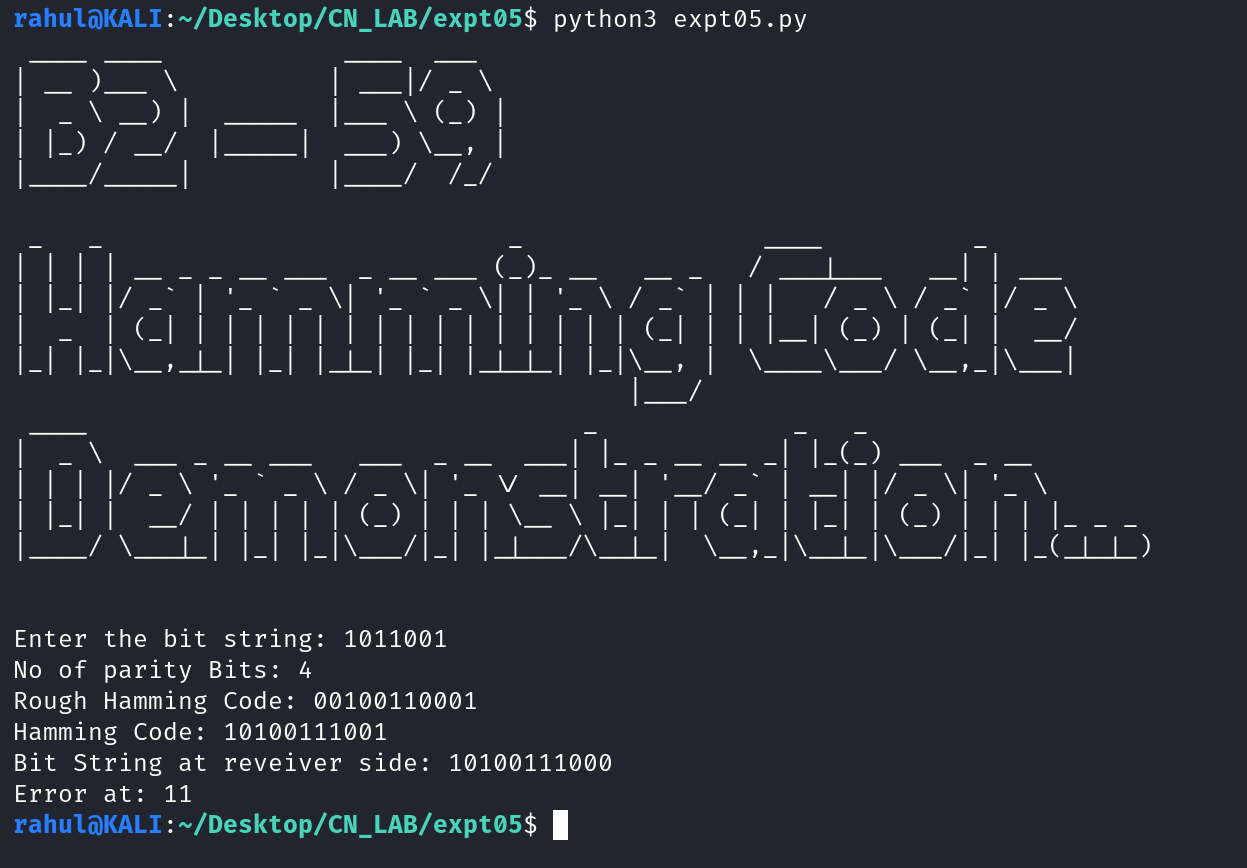 rahul@KALI:~/Desktop/CN_LAB/expt05$ python3 expt05.py
B2 - 59
Hamming Code
Demonstration...
Enter the bit string: 1011001
No of parity Bits: 4
Rough Hamming Code: 00100110001
Hamming Code: 10100111001
Bit String at reveiver side: 10100111000
Error at: 11
rahul@KALI:~/Desktop/CN_LAB/expt05$